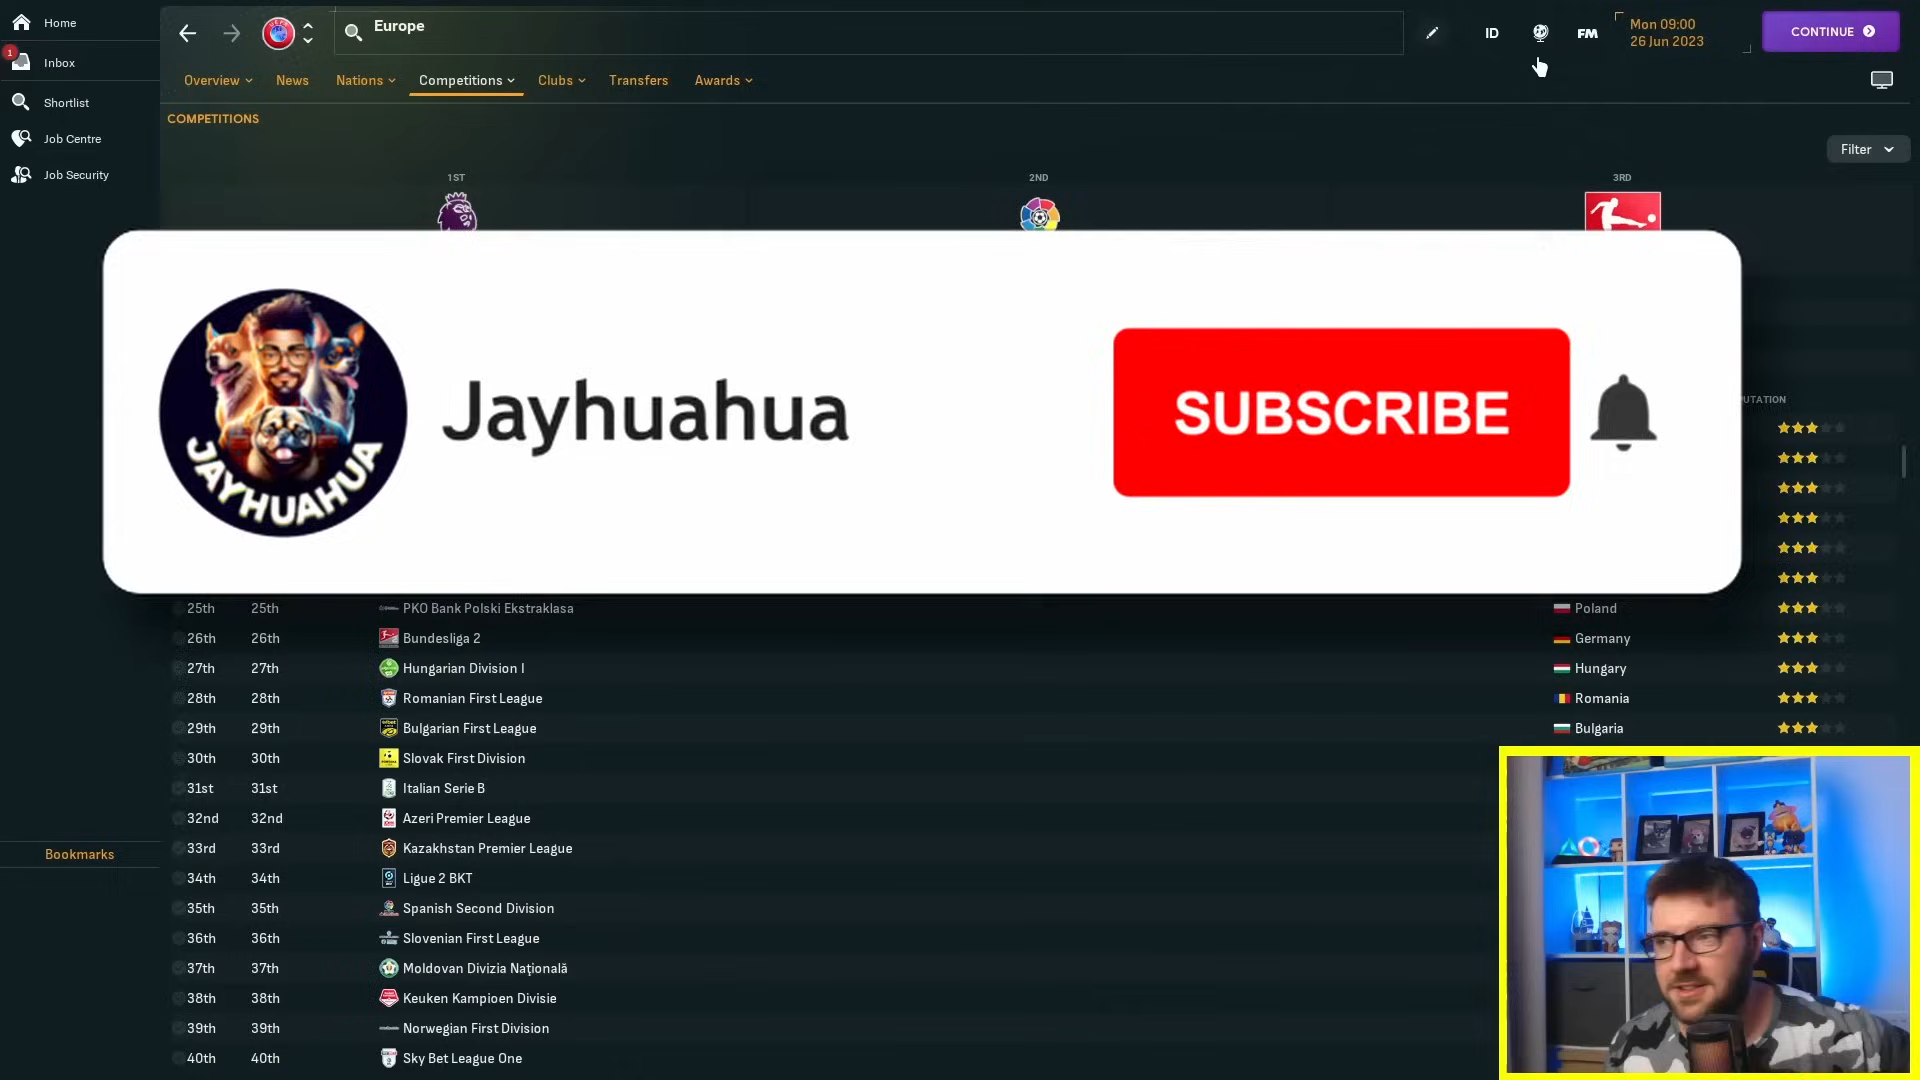 Home
Inbox
1
Shortlist
Job Centre
Job Security
Bookmarks
Europe
ID
FM
Mon 09:00
26 Jun 2023
CONTINUE
Overview News Nations Competitions Clubs Transfers Awards
COMPETITIONS
Filter
1ST 2ND 3RD
JAYHUAHUA
Jayhuahua
SUBSCRIBE
25th 25th PKO Bank Polski Ekstraklasa Poland
26th 26th Bundesliga 2 Germany
27th 27th Hungarian Division I Hungary
28th 28th Romanian First League Romania
29th 29th Bulgarian First League Bulgaria
30th 30th Slovak First Division
31st 31st Italian Serie B
32nd 32nd Azeri Premier League
33rd 33rd Kazakhstan Premier League
34th 34th Ligue 2 BKT
35th 35th Spanish Second Division
36th 36th Slovenian First League
37th 37th Moldovan Divizia Naţională
38th 38th Keuken Kampioen Divisie
39th 39th Norwegian First Division
40th 40th Sky Bet League One